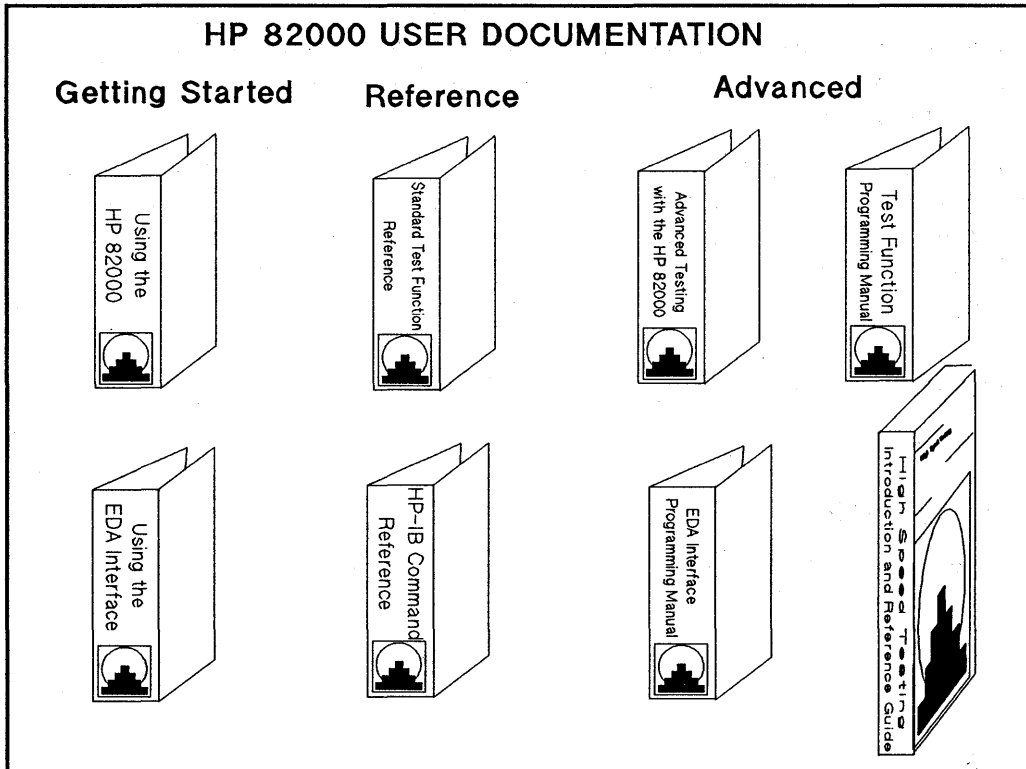 HP 82000 USER DOCUMENTATION
Getting Started
Reference
Advanced
Using the
HP 82000
Standard Test Function
Reference
Advanced Testing
with the HP 82000
Test Function
Programming Manual
Using the
EDA Interface
HP-IB Command
Reference
EDA Interface
Programming Manual
High Speed Testing
Introduction and Reference Guide